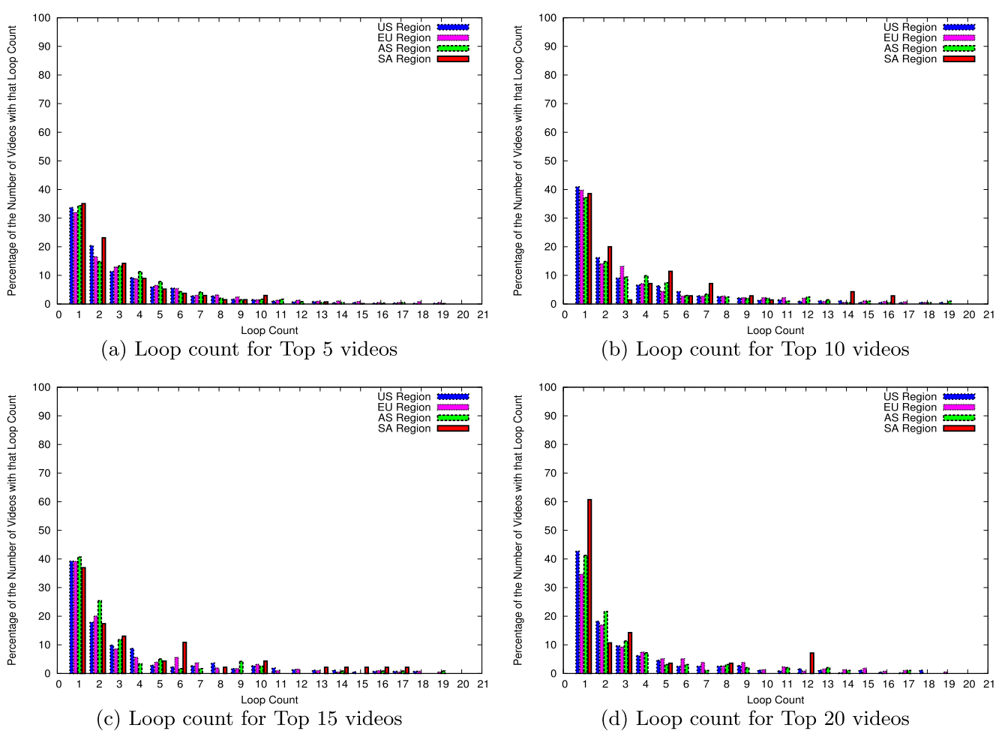 Percentage of the Number of Videos with that Loop Count
100
90
80
70
60
50
40
30
20
10
0
0 1 2 3 4 5 6 7 8 9 10 11 12 13 14 15 16 17 18 19 20 21
Loop Count
US Region
EU Region
AS Region
SA Region
(a) Loop count for Top 5 videos
Percentage of the Number of Videos with that Loop Count
100
90
80
70
60
50
40
30
20
10
0
0 1 2 3 4 5 6 7 8 9 10 11 12 13 14 15 16 17 18 19 20 21
Loop Count
US Region
EU Region
AS Region
SA Region
(b) Loop count for Top 10 videos
Percentage of the Number of Videos with that Loop Count
100
90
80
70
60
50
40
30
20
10
0
0 1 2 3 4 5 6 7 8 9 10 11 12 13 14 15 16 17 18 19 20 21
Loop Count
US Region
EU Region
AS Region
SA Region
(c) Loop count for Top 15 videos
Percentage of the Number of Videos with that Loop Count
100
90
80
70
60
50
40
30
20
10
0
0 1 2 3 4 5 6 7 8 9 10 11 12 13 14 15 16 17 18 19 20 21
Loop Count
US Region
EU Region
AS Region
SA Region
(d) Loop count for Top 20 videos